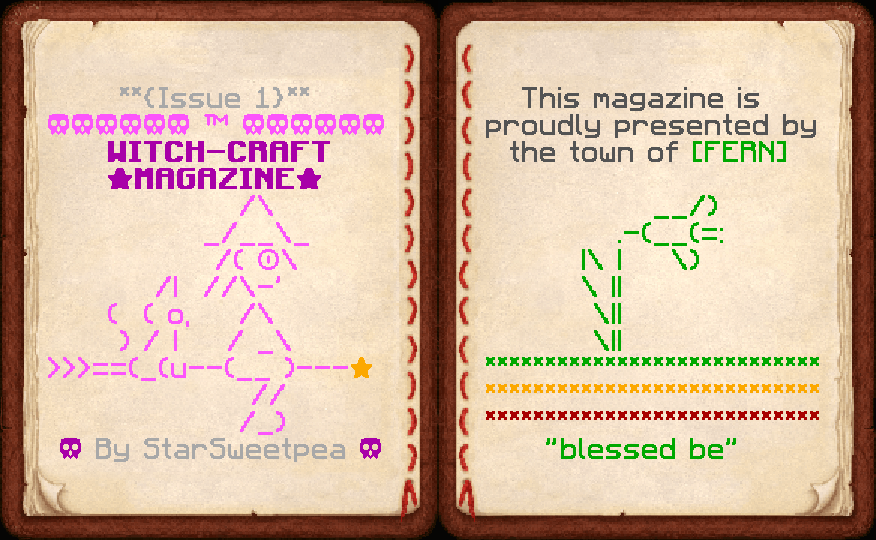 **{Issue 1}**
☠☠☠☠☠☠ ™ ☠☠☠☠☠☠
WITCH-CRAFT
★MAGAZINE★
☠ By StarSweetpea ☠
This magazine is
proudly presented by
the town of [FERN]
"blessed be"